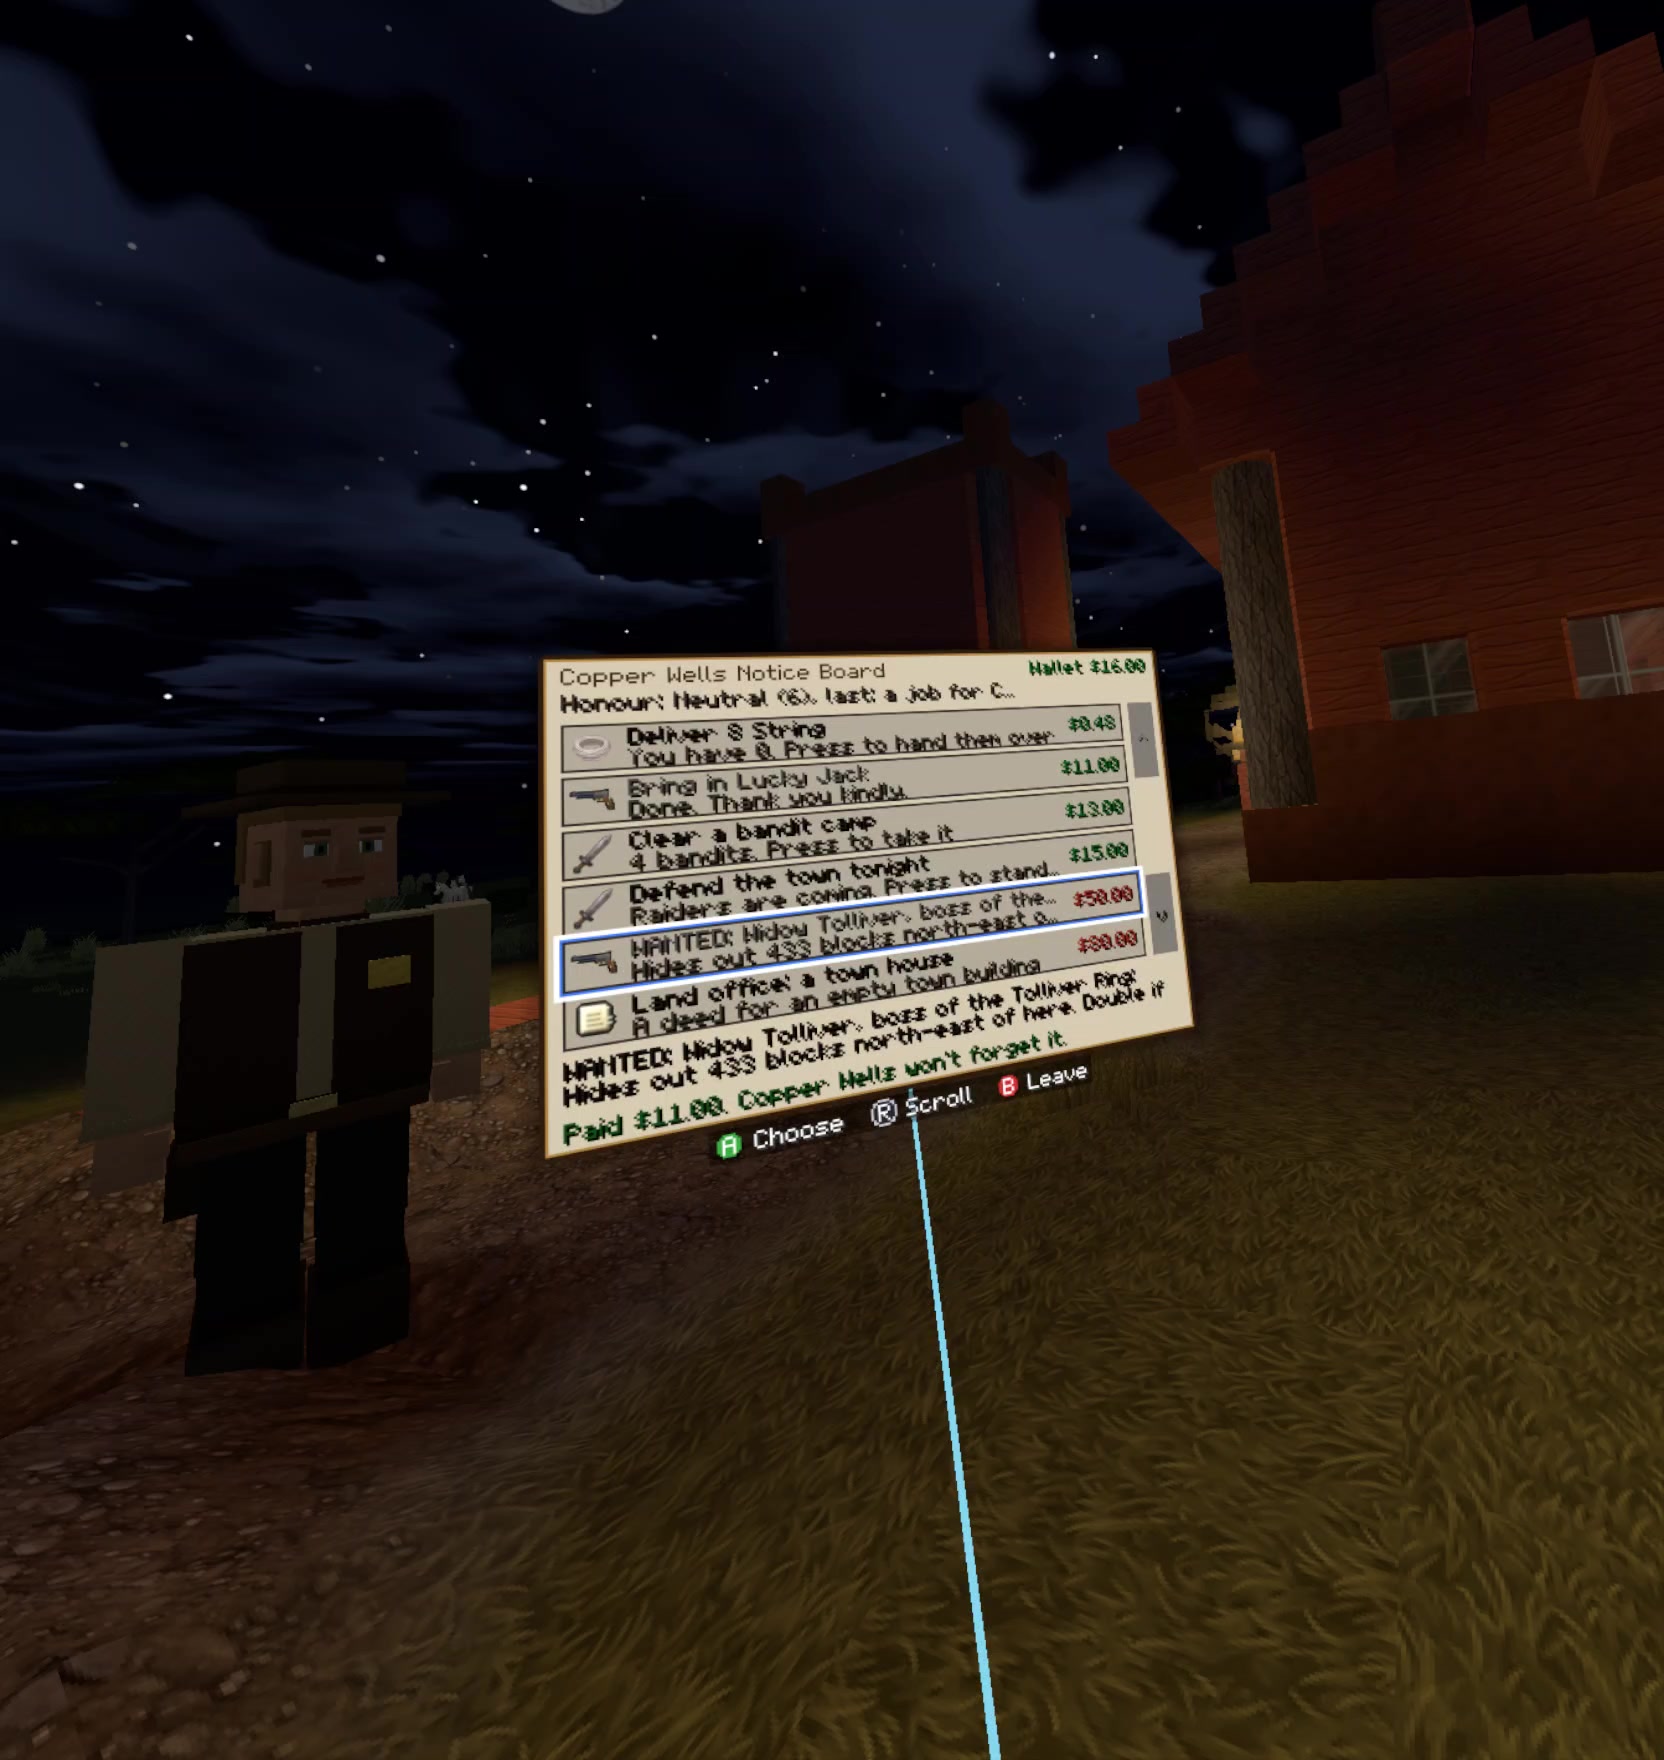 Copper Wells Notice Board
Wallet $16.00
Honour: Neutral (6), last: a job for C...
Deliver 8 String
$0.48
You have 0. Press to hand them over
Bring in Lucky Jack
$11.00
Done. Thank you kindly.
Clear a bandit camp
$13.00
4 bandits. Press to take it
Defend the town tonight
$15.00
Raiders are coming. Press to stand...
WANTED: Widow Tolliver, boss of the...
$50.00
Hides out 433 blocks north-east o...
Land office: a town house
$80.00
A deed for an empty town building
WANTED: Widow Tolliver, boss of the Tolliver Ring:
Hides out 433 blocks north-east of here. Double if
Paid $11.00. Copper Wells won't forget it.
A Choose R Scroll B Leave